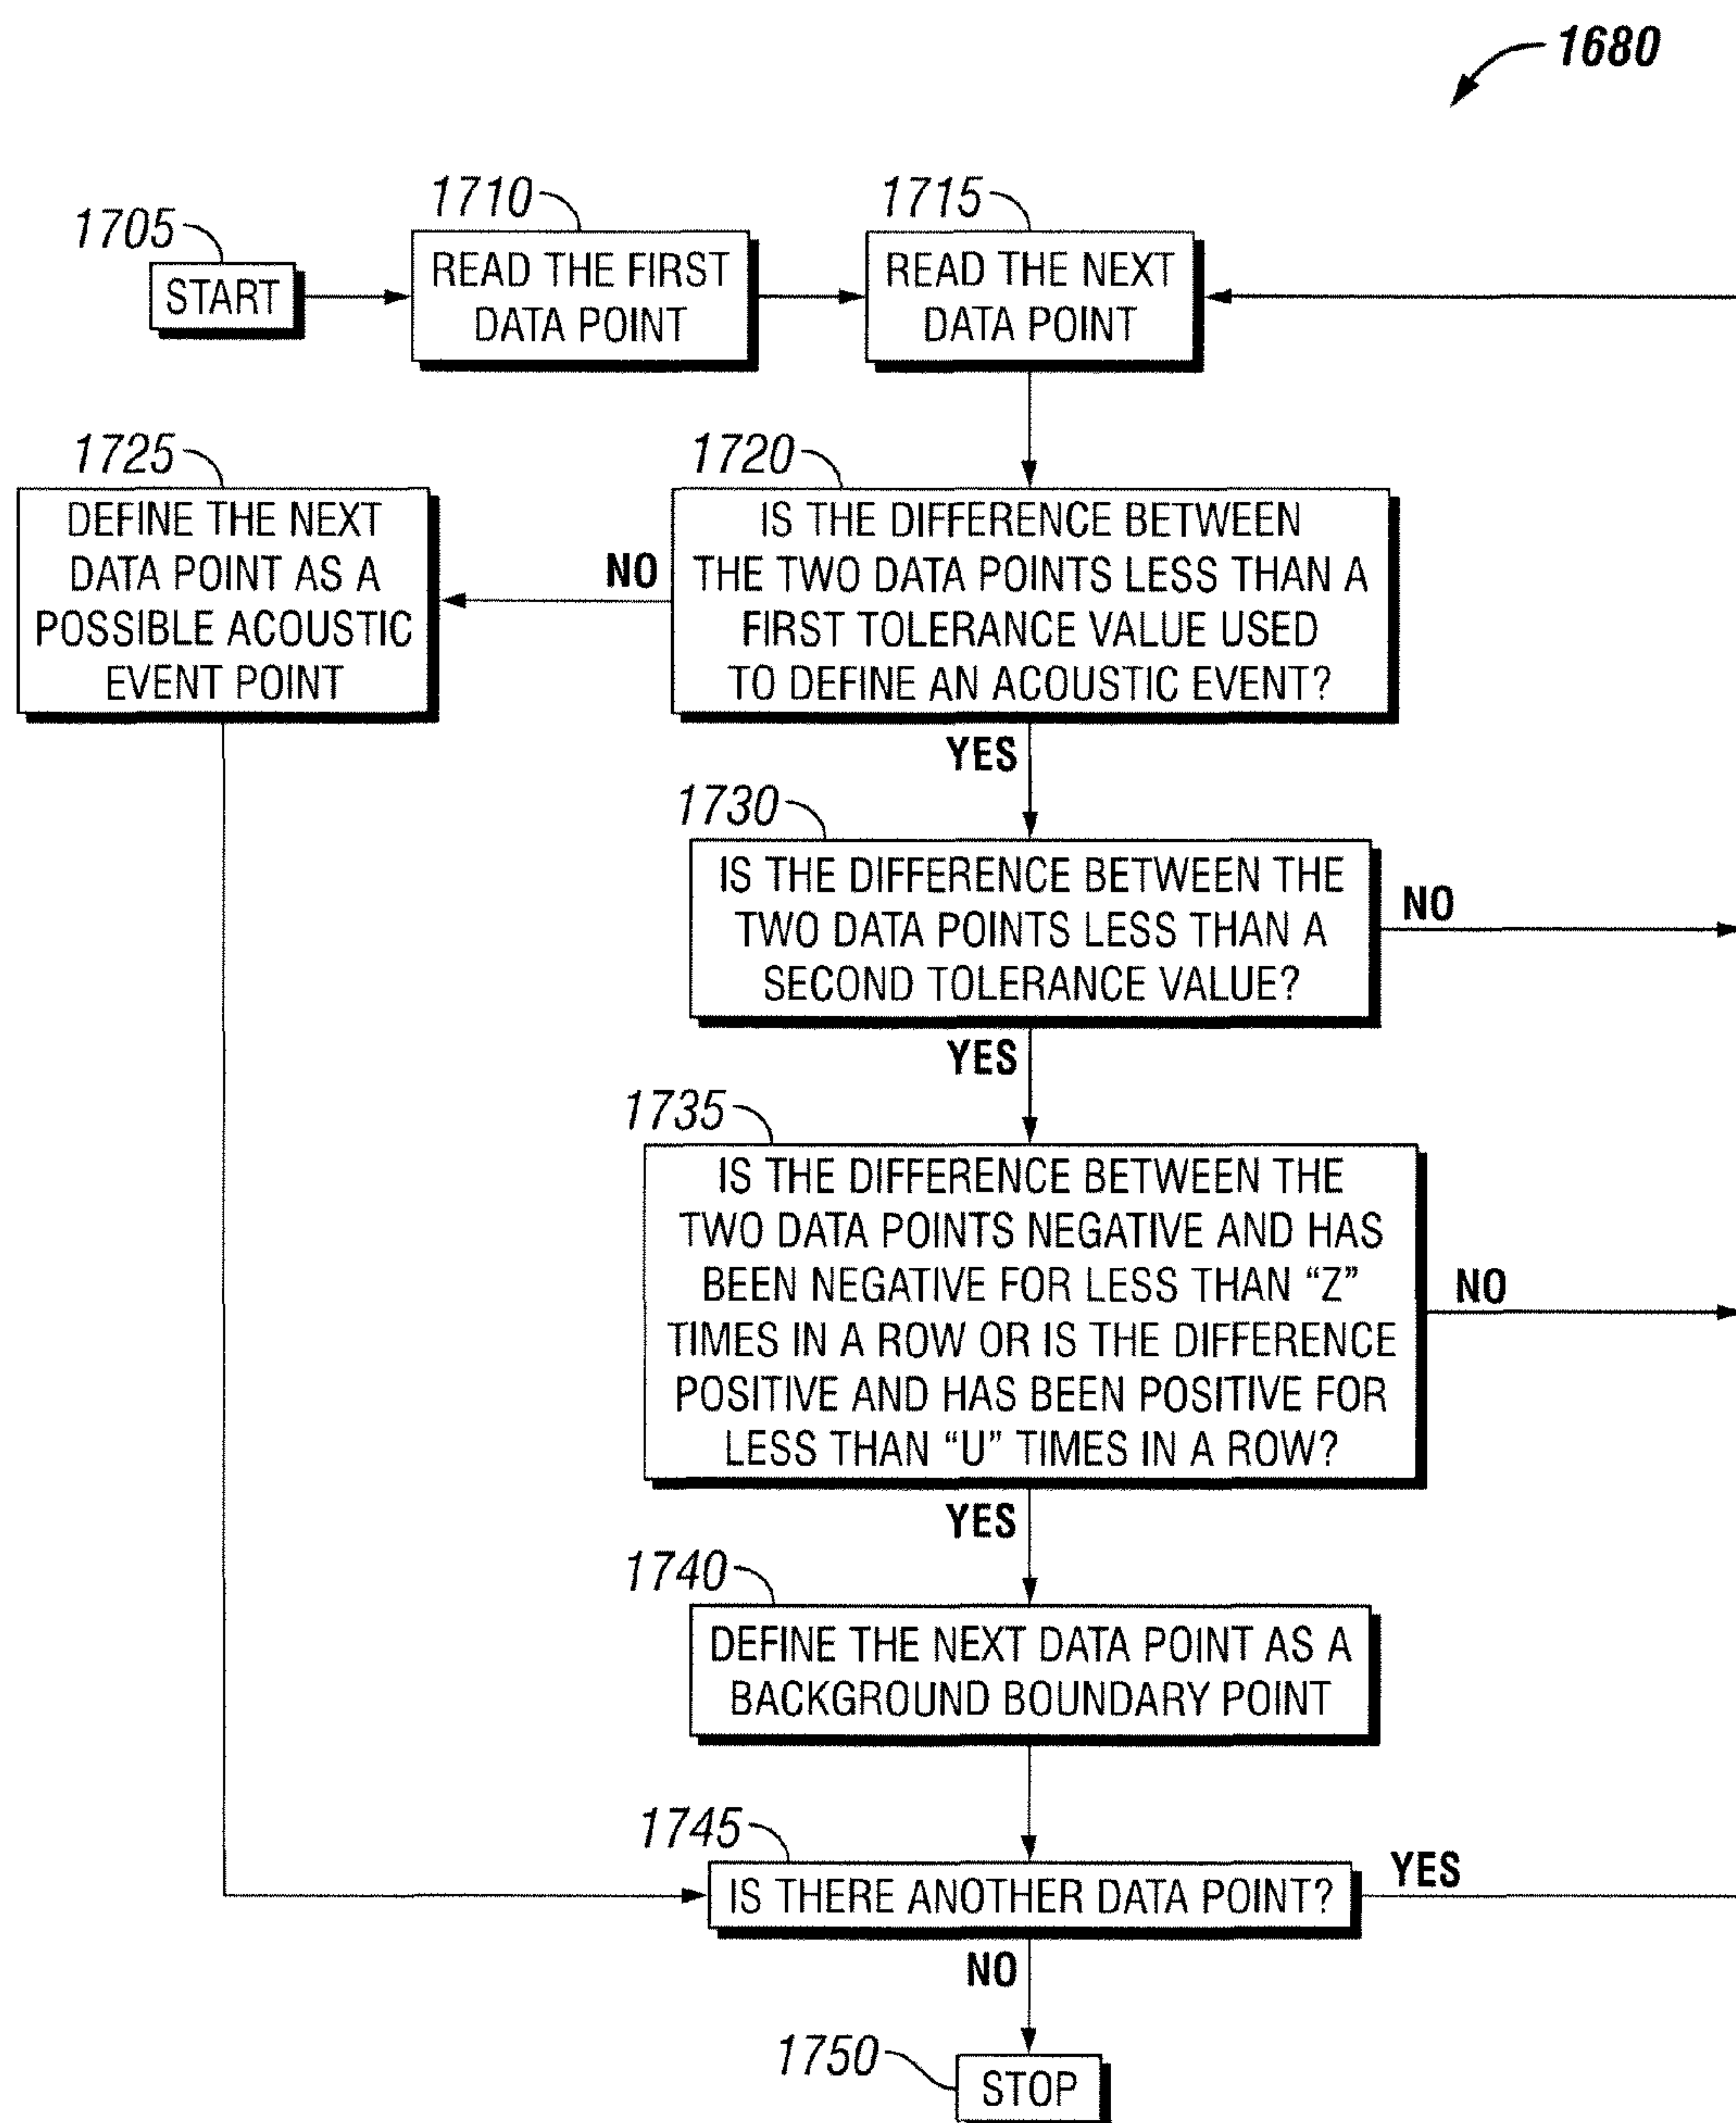 1680
1705
START
1710
READ THE FIRST
DATA POINT
1715
READ THE NEXT
DATA POINT
1725
DEFINE THE NEXT
DATA POINT AS A
POSSIBLE ACOUSTIC
EVENT POINT
NO
1720
IS THE DIFFERENCE BETWEEN
THE TWO DATA POINTS LESS THAN A
FIRST TOLERANCE VALUE USED
TO DEFINE AN ACOUSTIC EVENT?
YES
1730
IS THE DIFFERENCE BETWEEN THE
TWO DATA POINTS LESS THAN A
SECOND TOLERANCE VALUE?
NO
YES
1735
IS THE DIFFERENCE BETWEEN THE
TWO DATA POINTS NEGATIVE AND HAS
BEEN NEGATIVE FOR LESS THAN “Z”
TIMES IN A ROW OR IS THE DIFFERENCE
POSITIVE AND HAS BEEN POSITIVE FOR
LESS THAN “U” TIMES IN A ROW?
NO
YES
1740
DEFINE THE NEXT DATA POINT AS A
BACKGROUND BOUNDARY POINT
1745
IS THERE ANOTHER DATA POINT?
YES
NO
1750
STOP